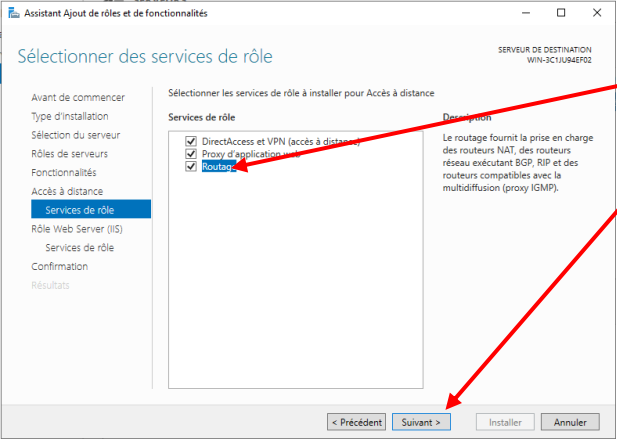 Assistant Ajout de rôles et de fonctionnalités
Sélectionner des services de rôle
SERVEUR DE DESTINATION
WIN-3C1JU94EF02
Avant de commencer
Type d'installation
Sélection du serveur
Rôles de serveurs
Fonctionnalités
Accès à distance
Services de rôle
Rôle Web Server (IIS)
Services de rôle
Confirmation
Résultats
Sélectionner les services de rôle à installer pour Accès à distance
Services de rôle
DirectAccess et VPN (accès à distance)
Proxy d'application web
Routage
Description
Le routage fournit la prise en charge
des routeurs NAT, des routeurs
réseau exécutant BGP, RIP et des
routeurs compatibles avec la
multidiffusion (proxy IGMP).
< Précédent
Suivant >
Installer
Annuler